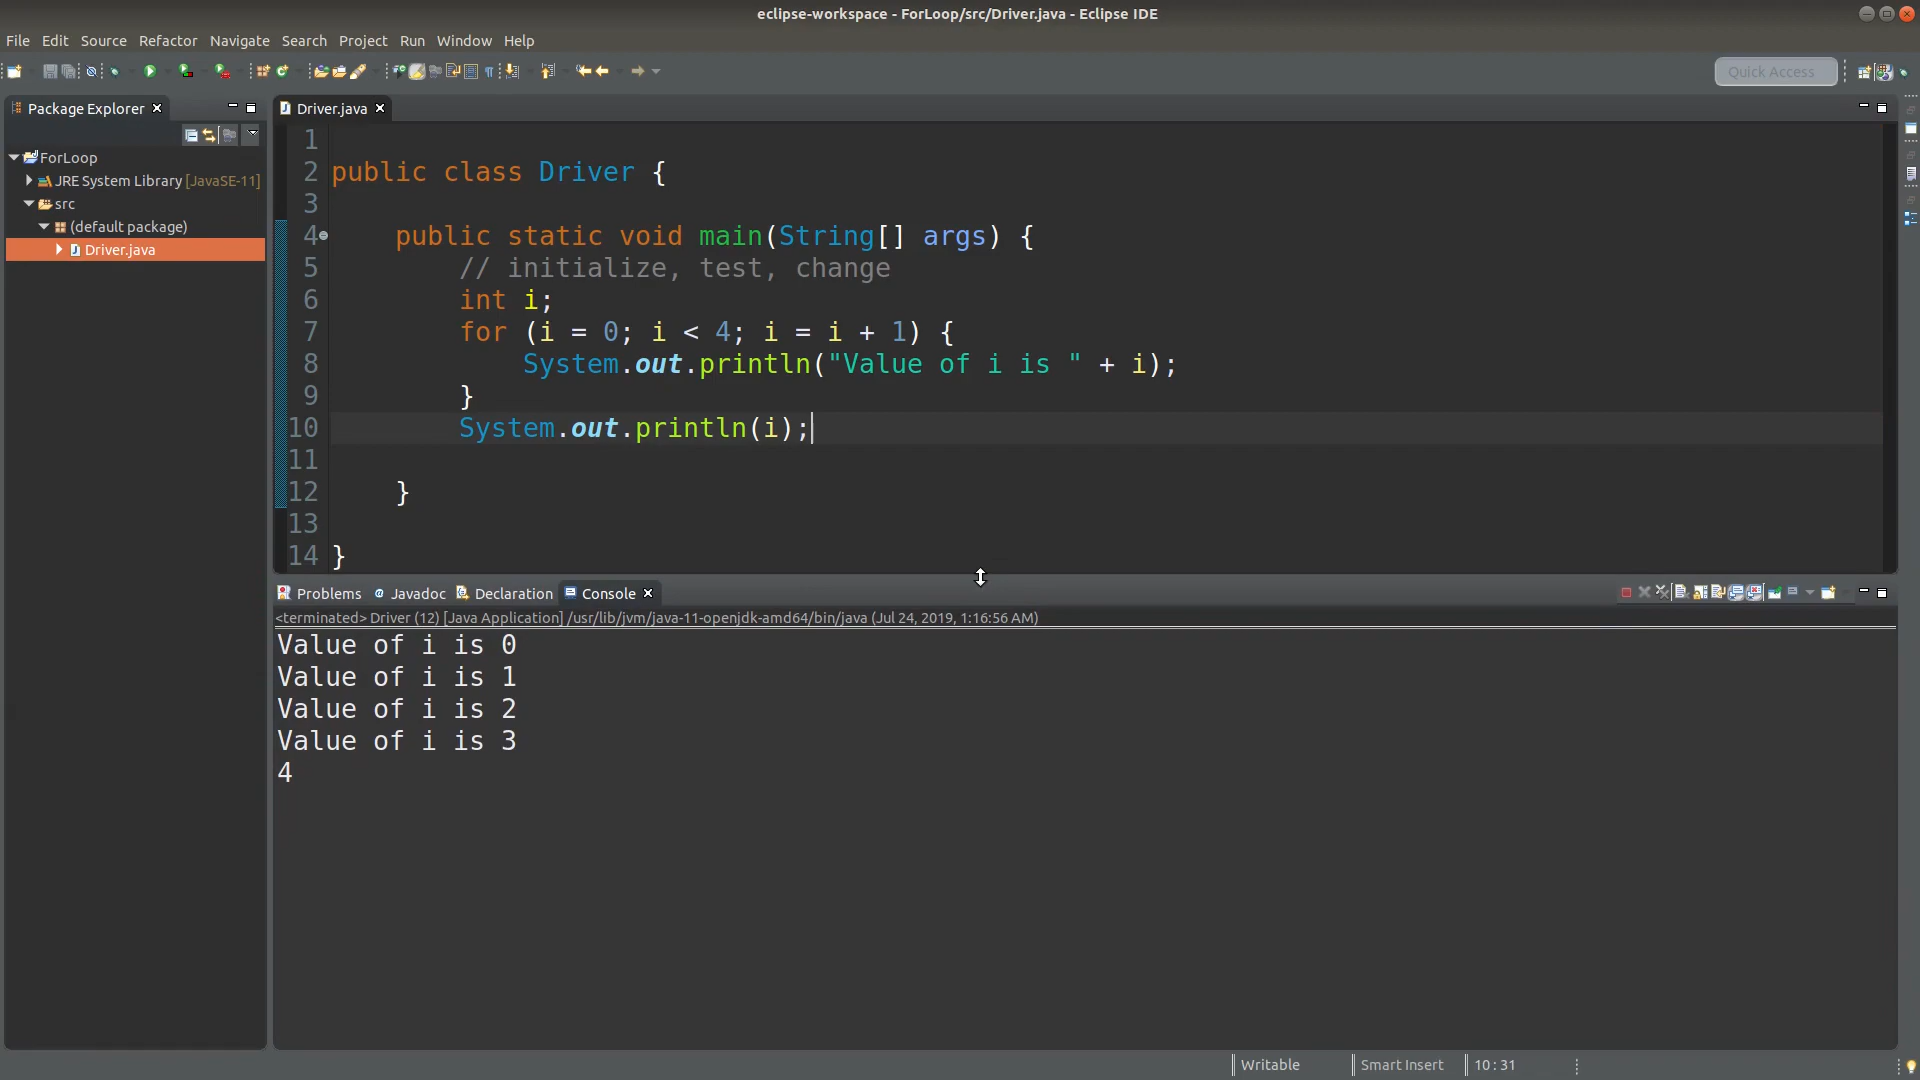 eclipse-workspace - ForLoop/src/Driver.java - Eclipse IDE
File Edit Source Refactor Navigate Search Project Run Window Help
Quick Access
Package Explorer
ForLoop
JRE System Library [JavaSE-11]
src
(default package)
Driver.java
Driver.java
1
2 public class Driver {
3
4 public static void main(String[] args) {
5 // initialize, test, change
6 int i;
7 for (i = 0; i < 4; i = i + 1) {
8 System.out.println("Value of i is " + i);
9 }
10 System.out.println(i);
11
12 }
13
14 }
Problems @ Javadoc Declaration Console
<terminated> Driver (12) [Java Application] /usr/lib/jvm/java-11-openjdk-amd64/bin/java (Jul 24, 2019, 1:16:56 AM)
Value of i is 0
Value of i is 1
Value of i is 2
Value of i is 3
4
Writable Smart Insert 10 : 31